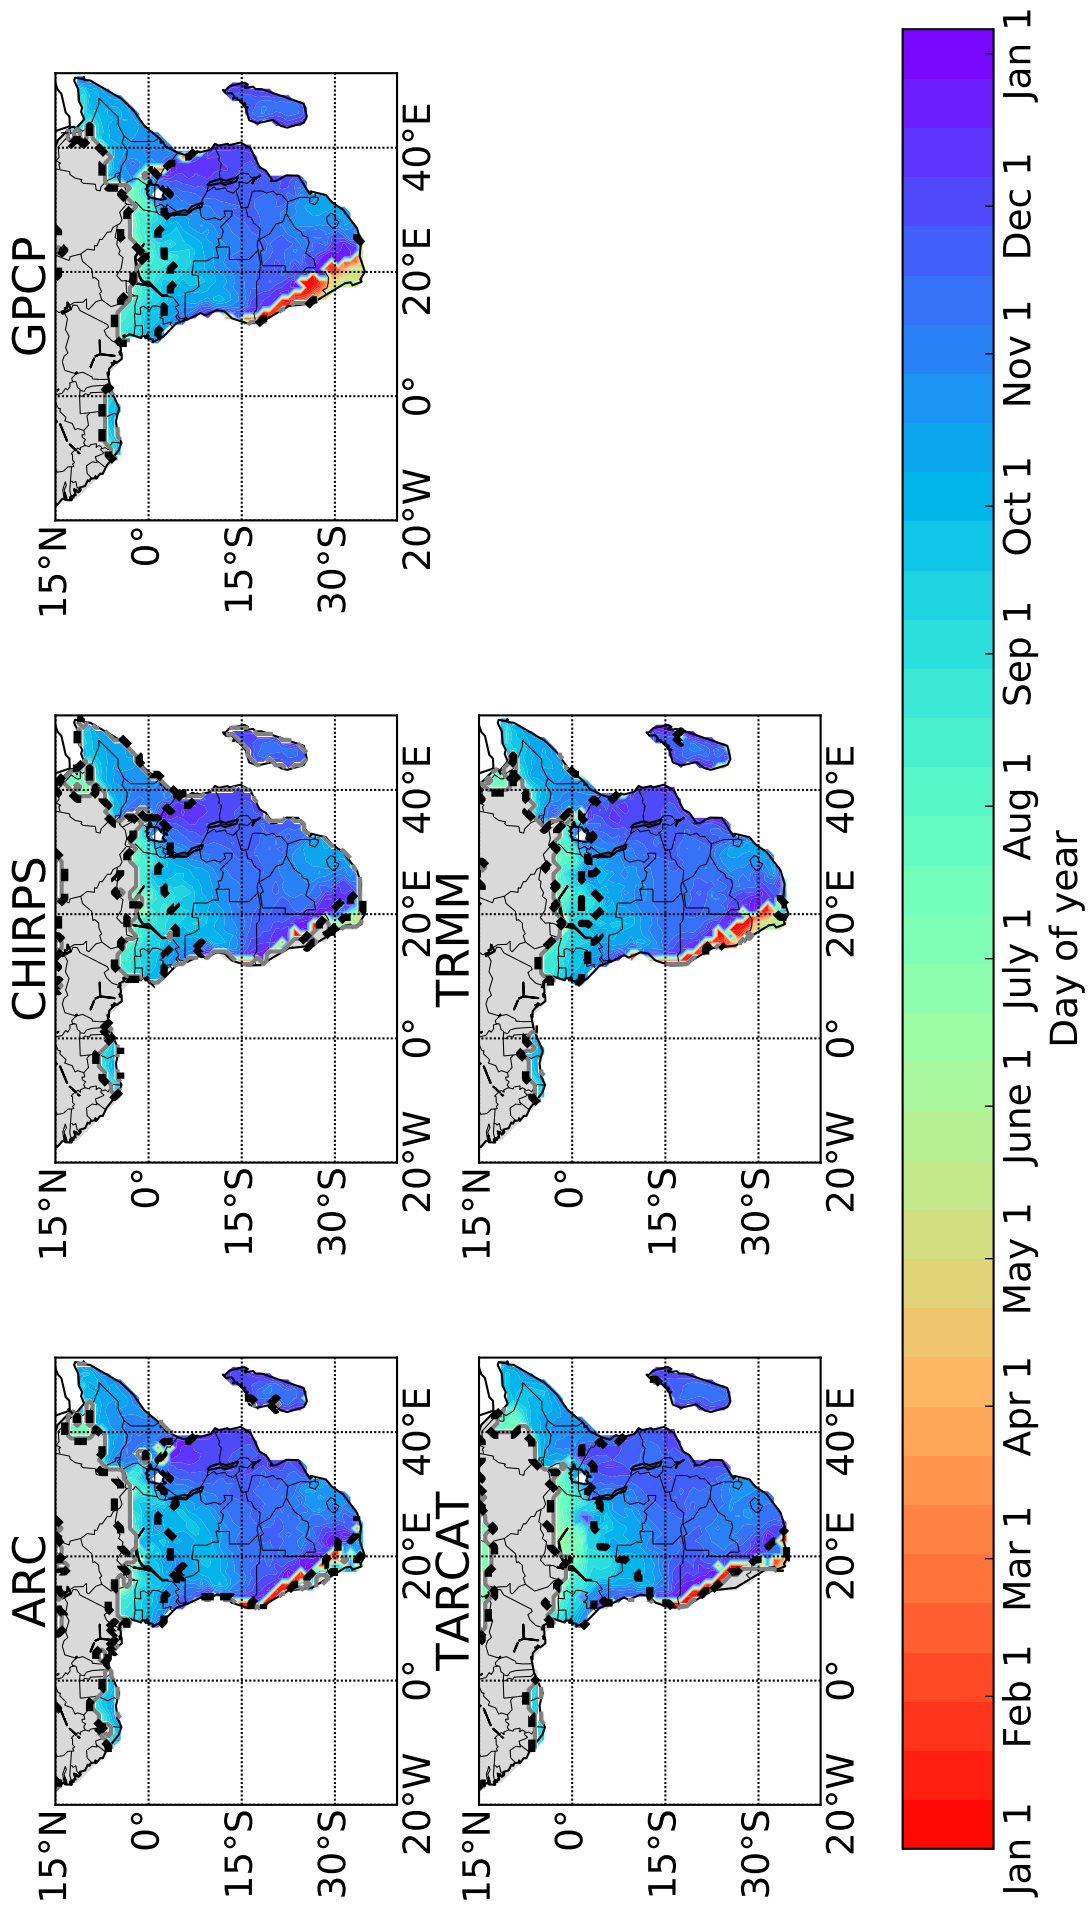 ARC
15°N
0°
15°S
30°S
20°W
0°
20°E
40°E
CHIRPS
15°N
0°
15°S
30°S
20°W
0°
20°E
40°E
GPCP
15°N
0°
15°S
30°S
20°W
0°
20°E
40°E
TARCAT
15°N
0°
15°S
30°S
20°W
0°
20°E
40°E
TRMM
15°N
0°
15°S
30°S
20°W
0°
20°E
40°E
Jan 1 Feb 1 Mar 1 Apr 1 May 1 June 1 July 1 Aug 1 Sep 1 Oct 1 Nov 1 Dec 1 Jan 1
Day of year